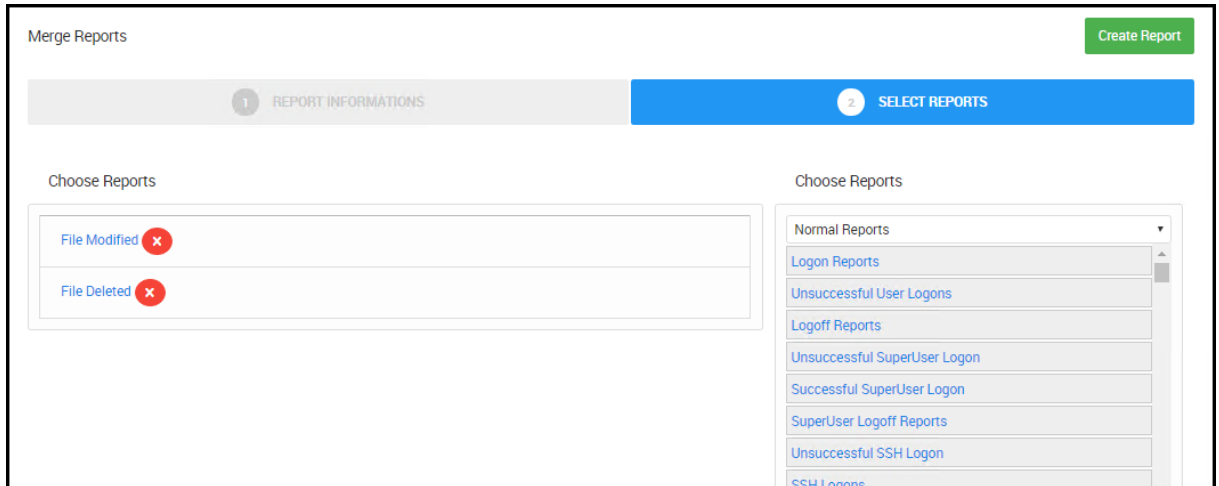 Merge Reports
Create Report
1 REPORT INFORMATIONS
2 SELECT REPORTS
Choose Reports
File Modified
File Deleted
Choose Reports
Normal Reports
Logon Reports
Unsuccessful User Logons
Logoff Reports
Unsuccessful SuperUser Logon
Successful SuperUser Logon
SuperUser Logoff Reports
Unsuccessful SSH Logon
SSH Logons